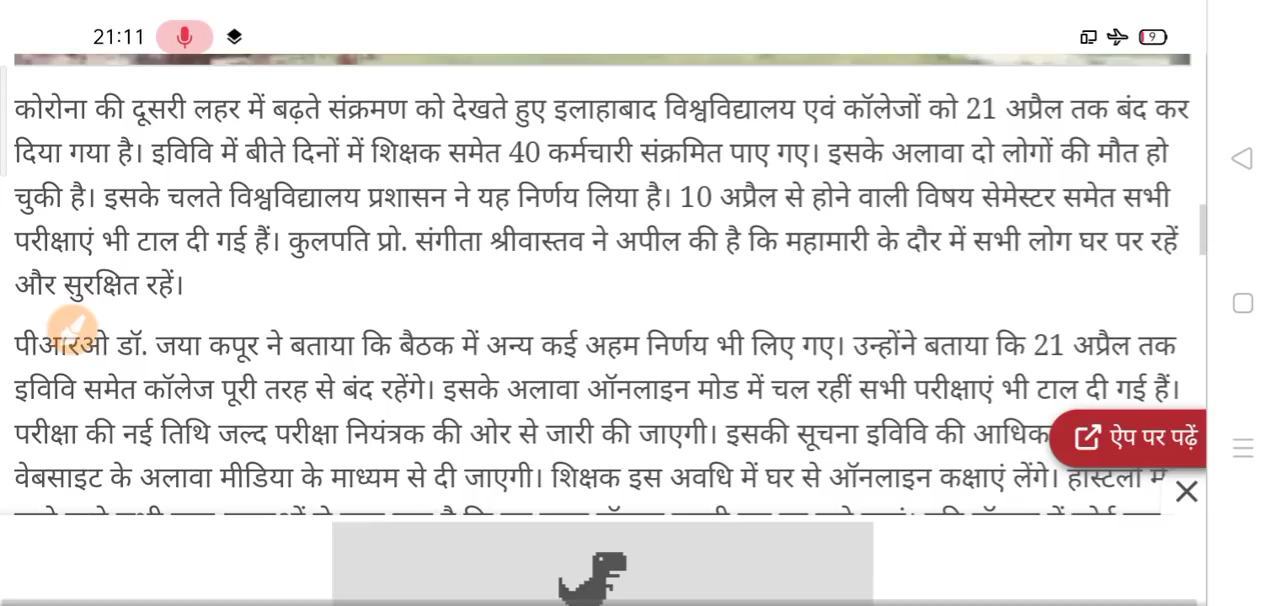 21:11
9
कोरोना की दूसरी लहर में बढ़ते संक्रमण को देखते हुए इलाहाबाद विश्वविद्यालय एवं कॉलेजों को 21 अप्रैल तक बंद कर
दिया गया है। इविवि में बीते दिनों में शिक्षक समेत 40 कर्मचारी संक्रमित पाए गए। इसके अलावा दो लोगों की मौत हो
चुकी है। इसके चलते विश्वविद्यालय प्रशासन ने यह निर्णय लिया है। 10 अप्रैल से होने वाली विषय सेमेस्टर समेत सभी
परीक्षाएं भी टाल दी गई हैं। कुलपति प्रो. संगीता श्रीवास्तव ने अपील की है कि महामारी के दौर में सभी लोग घर पर रहें
और सुरक्षित रहें।
पीआरओ डॉ. जया कपूर ने बताया कि बैठक में अन्य कई अहम निर्णय भी लिए गए। उन्होंने बताया कि 21 अप्रैल तक
इविवि समेत कॉलेज पूरी तरह से बंद रहेंगे। इसके अलावा ऑनलाइन मोड में चल रहीं सभी परीक्षाएं भी टाल दी गई हैं।
परीक्षा की नई तिथि जल्द परीक्षा नियंत्रक की ओर से जारी की जाएगी। इसकी सूचना इविवि की आधिक
ऐप पर पढ़ें
वेबसाइट के अलावा मीडिया के माध्यम से दी जाएगी। शिक्षक इस अवधि में घर से ऑनलाइन कक्षाएं लेंगे। हॉस्टलों में